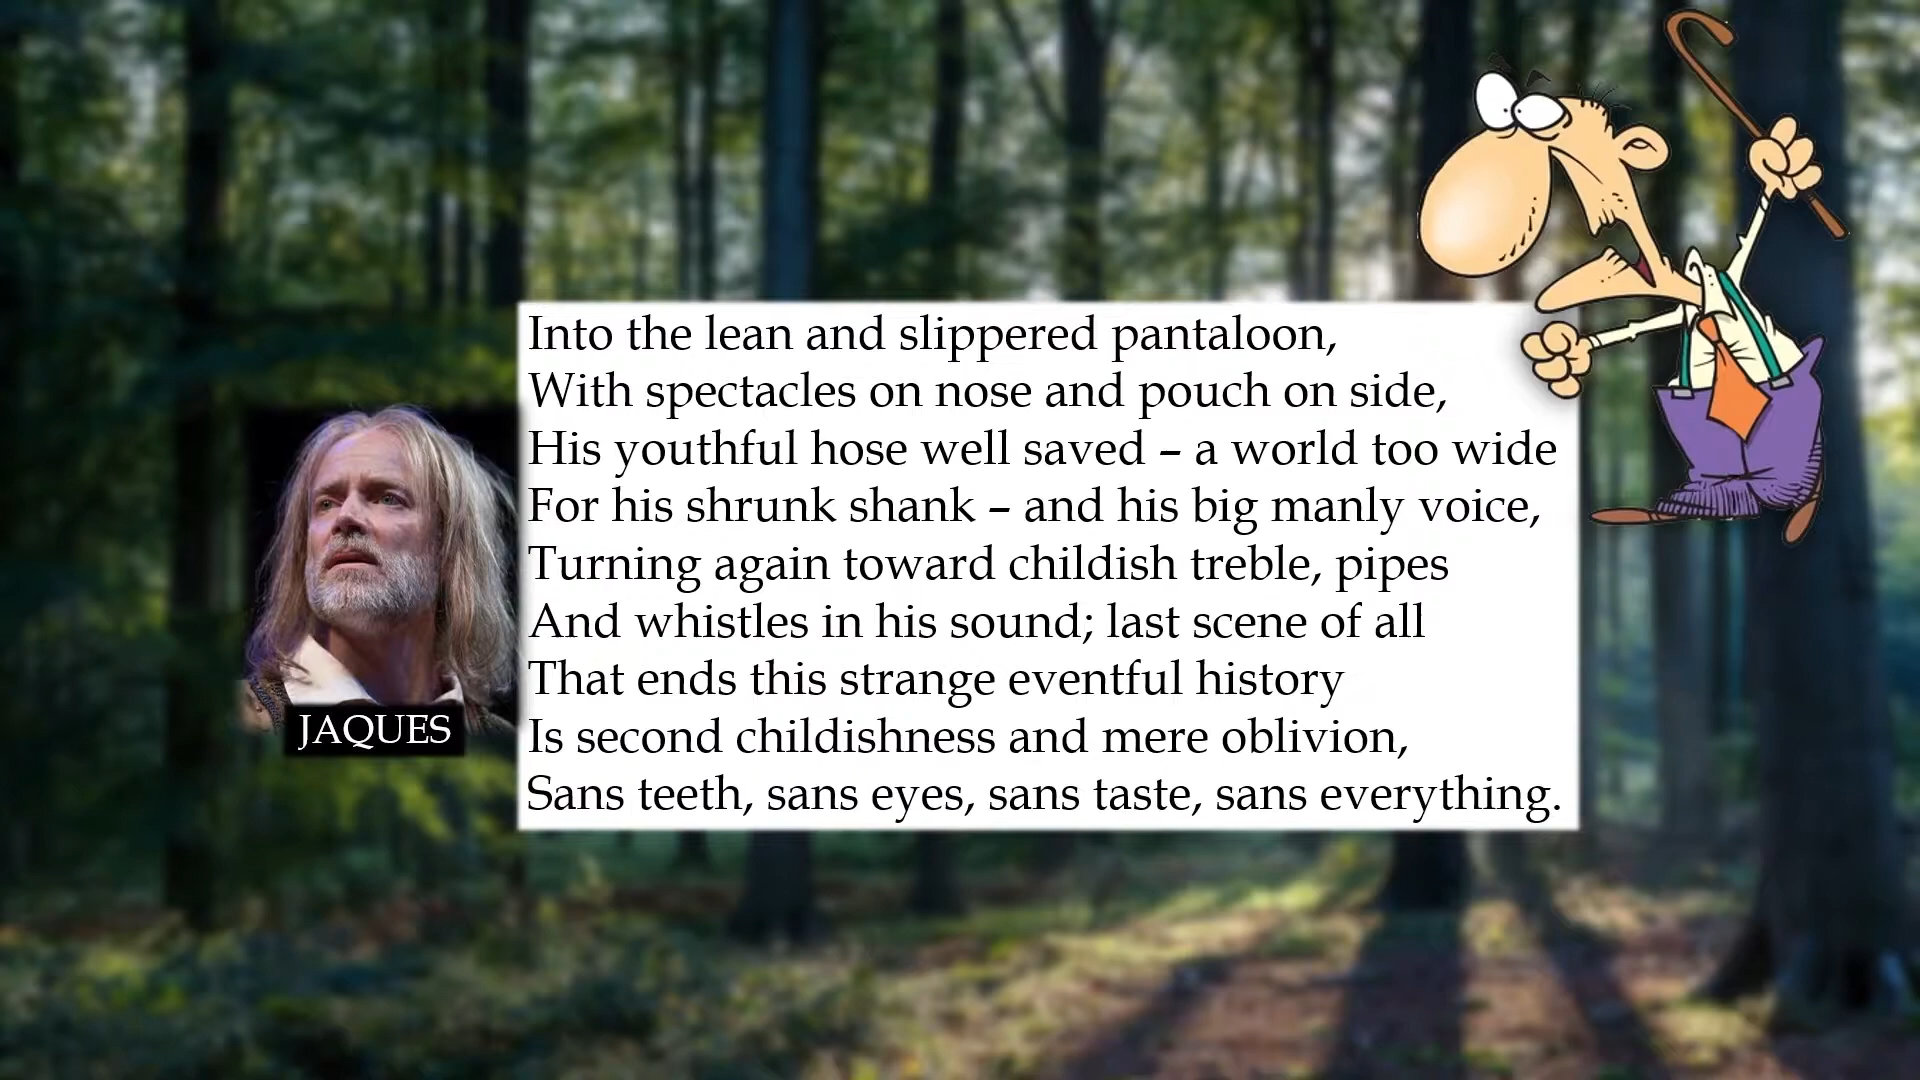 Into the lean and slippered pantaloon,
With spectacles on nose and pouch on side,
His youthful hose well saved – a world too wide
For his shrunk shank – and his big manly voice,
Turning again toward childish treble, pipes
And whistles in his sound; last scene of all
That ends this strange eventful history
Is second childishness and mere oblivion,
Sans teeth, sans eyes, sans taste, sans everything.
JAQUES